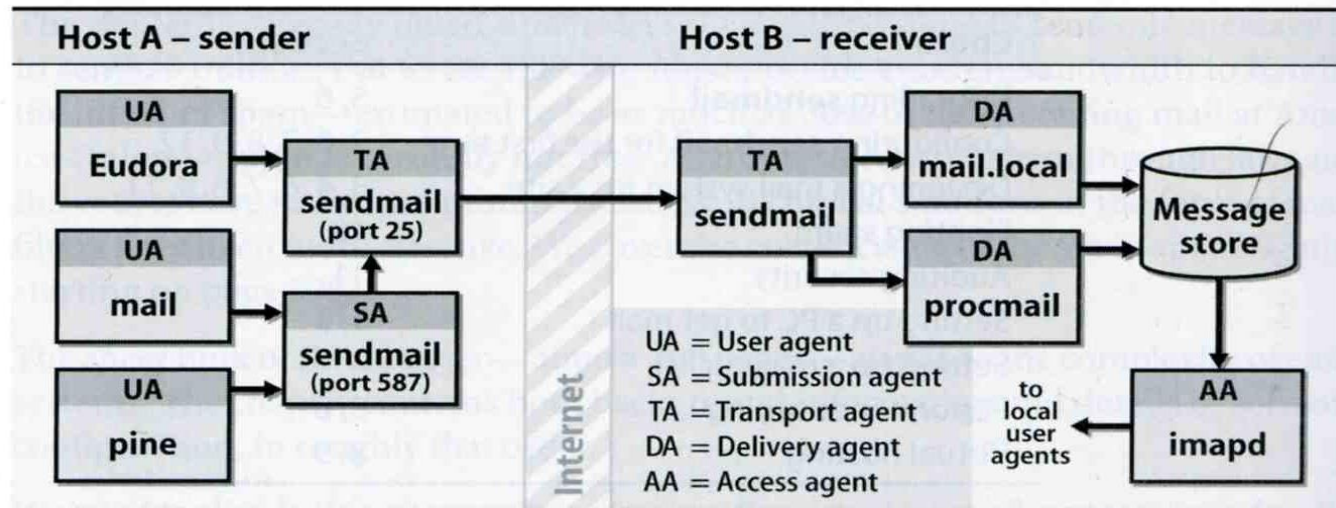 Host A – sender
Host B – receiver
UA
Eudora
UA
mail
UA
pine
TA
sendmail
(port 25)
SA
sendmail
(port 587)
Internet
TA
sendmail
DA
mail.local
DA
procmail
Message
store
AA
imapd
to
local
user
agents
UA = User agent
SA = Submission agent
TA = Transport agent
DA = Delivery agent
AA = Access agent